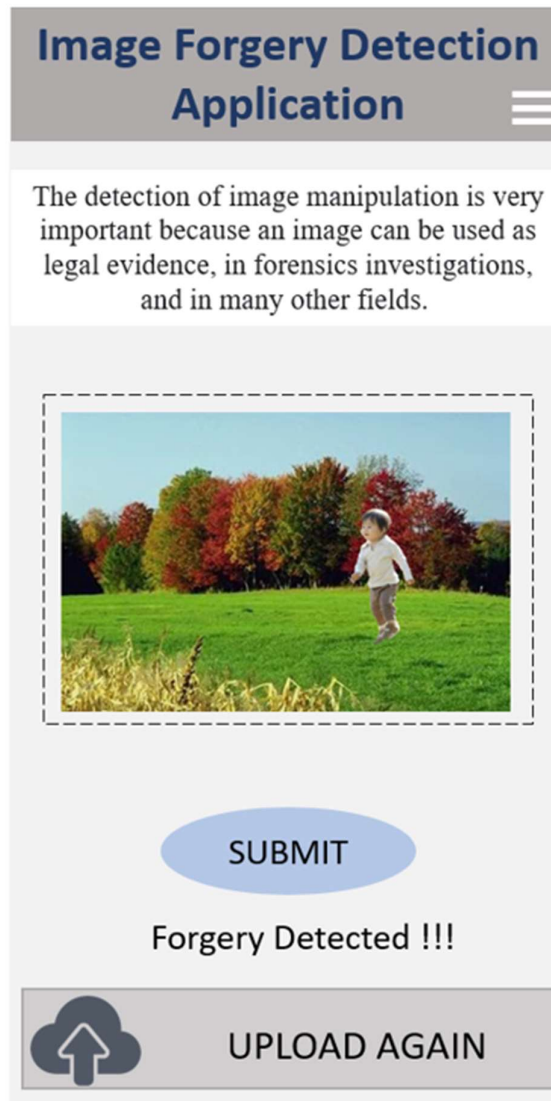 Image Forgery Detection
Application
The detection of image manipulation is very
important because an image can be used as
legal evidence, in forensics investigations,
and in many other fields.
SUBMIT
Forgery Detected !!!
UPLOAD AGAIN